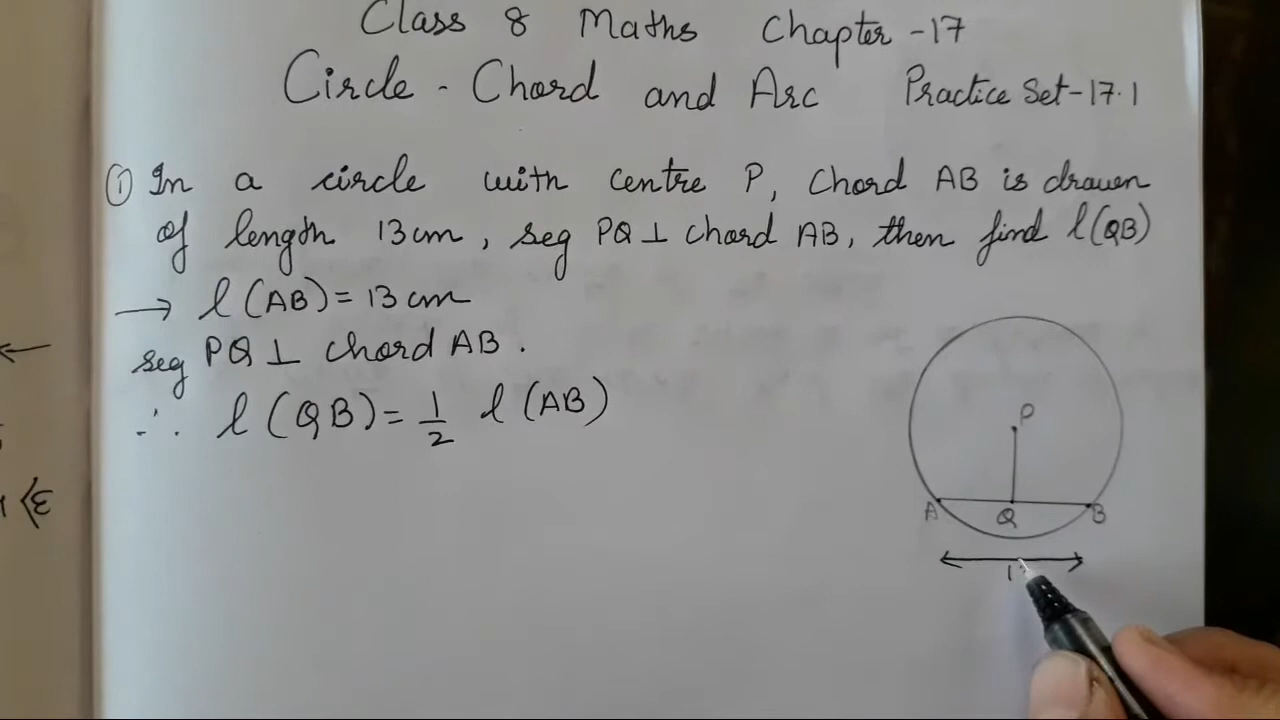 Class 8 Maths Chapter -17
Circle - Chord and Arc Practice Set-17.1
① In a circle with centre P, Chord AB is drawen
of length 13cm, seg PQ ⊥ chord AB, then find l(QB)
→ l (AB) = 13 cm
seg PQ ⊥ chord AB.
∴ l (QB) = 1/2 l (AB)
P
A Q B